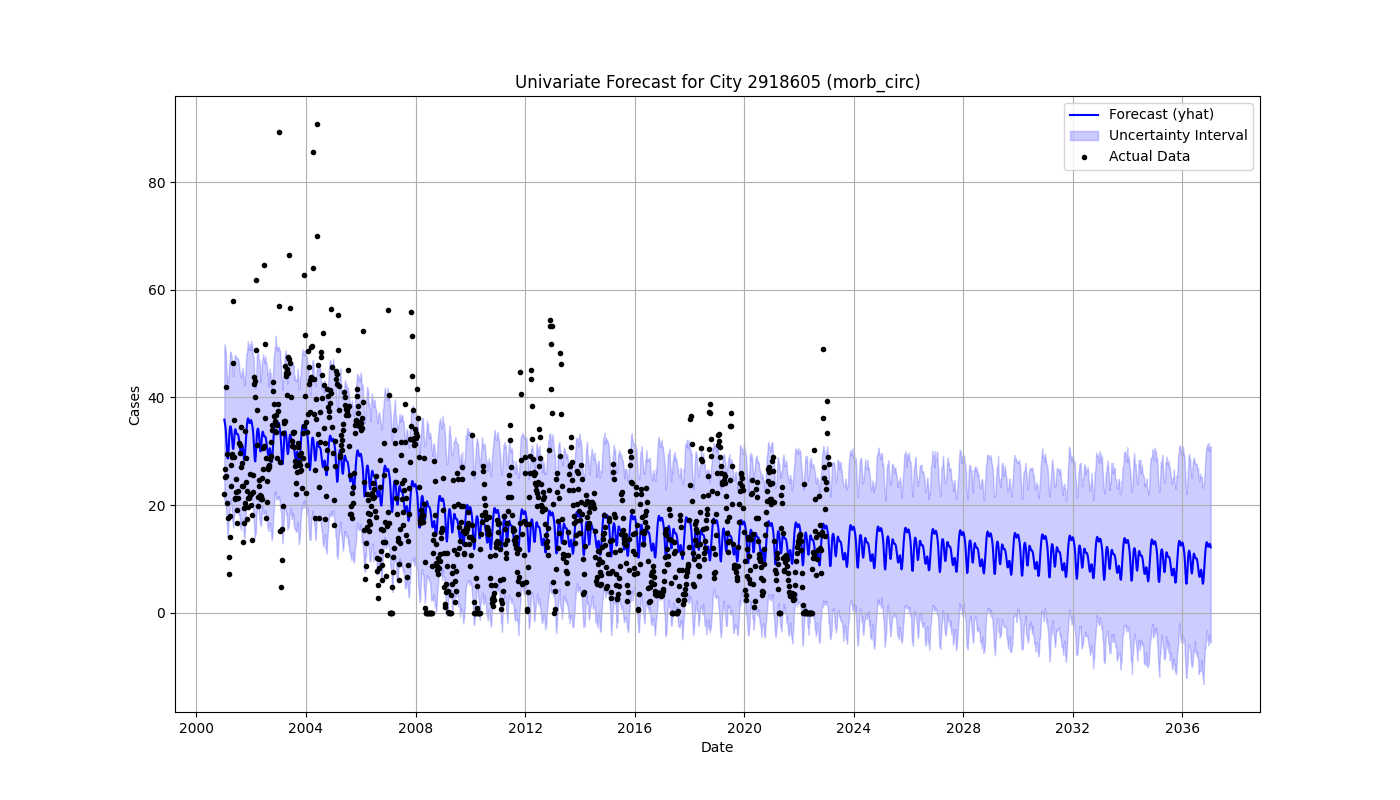 Univariate Forecast for City 2918605 (morb_circ)
Forecast (yhat)
Uncertainty Interval
Actual Data
Cases
80
60
40
20
0
2000 2004 2008 2012 2016 2020 2024 2028 2032 2036
Date